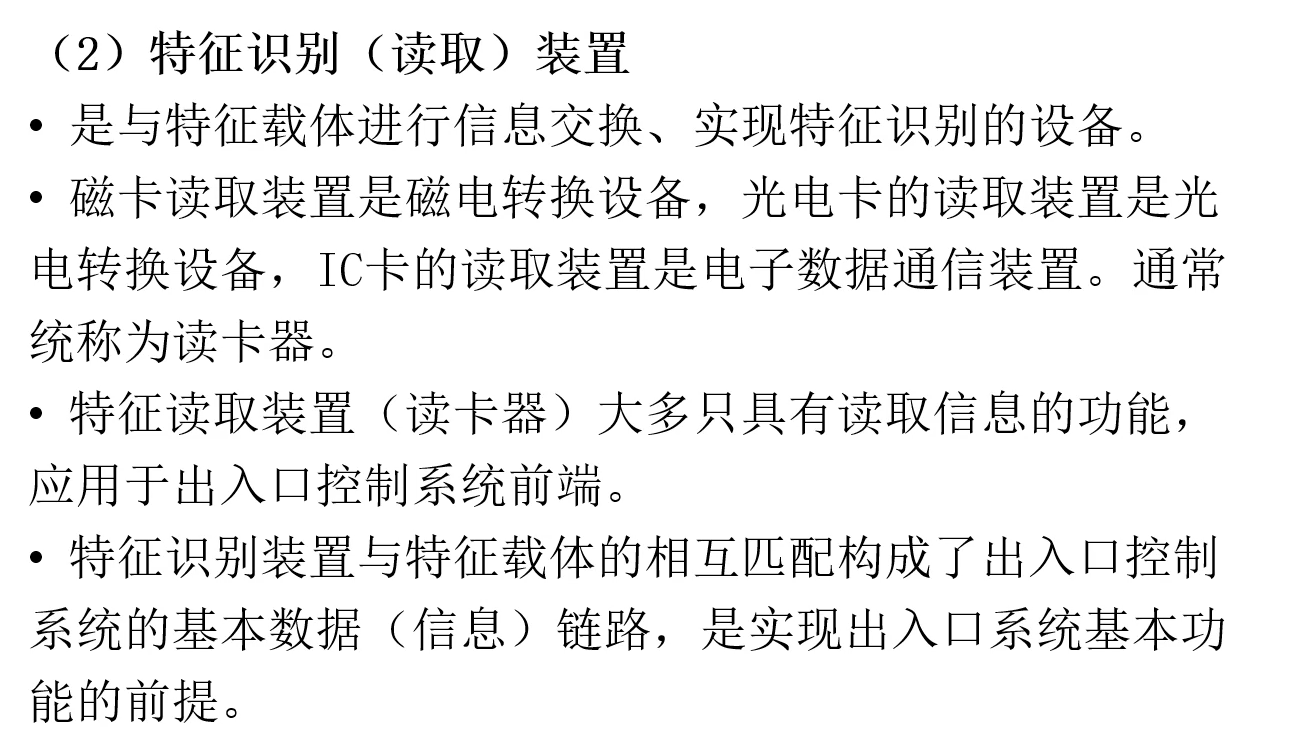 （2）特征识别（读取）装置
• 是与特征载体进行信息交换、实现特征识别的设备。
• 磁卡读取装置是磁电转换设备，光电卡的读取装置是光
电转换设备，IC卡的读取装置是电子数据通信装置。通常
统称为读卡器。
• 特征读取装置（读卡器）大多只具有读取信息的功能，
应用于出入口控制系统前端。
• 特征识别装置与特征载体的相互匹配构成了出入口控制
系统的基本数据（信息）链路，是实现出入口系统基本功
能的前提。